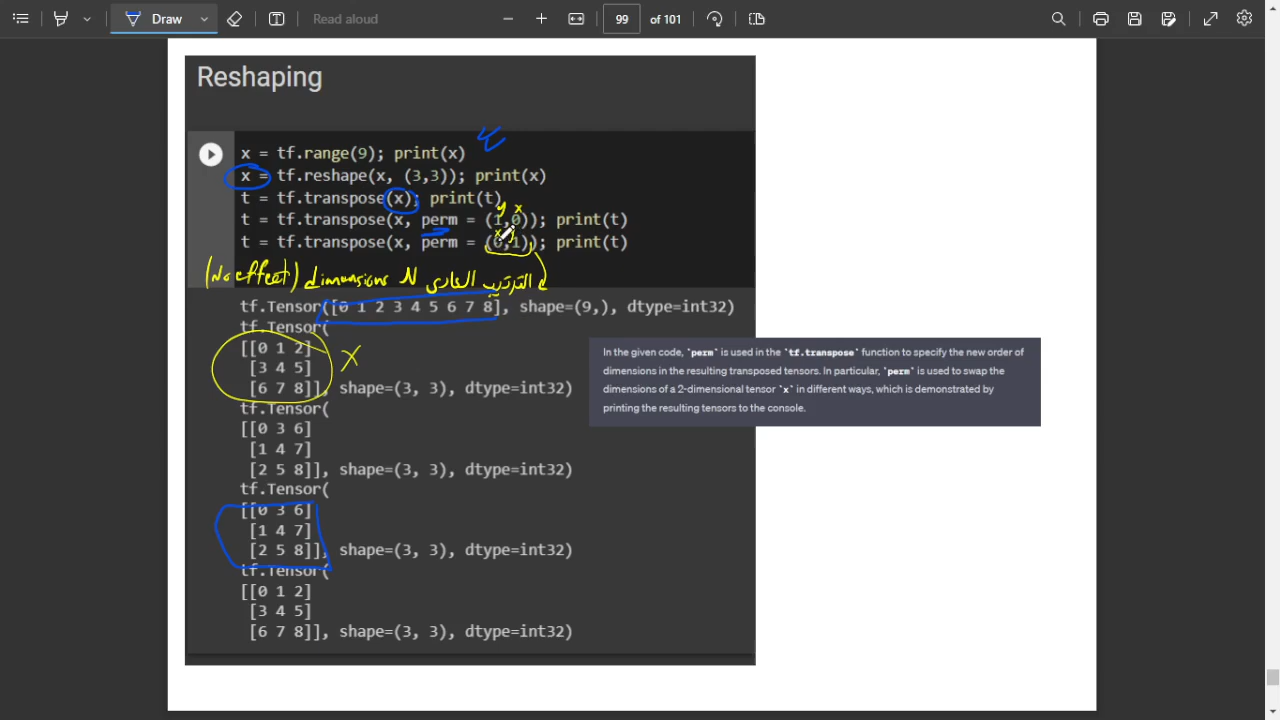 Draw
Read aloud
99 of 101
Reshaping
x = tf.range(9); print(x)
x = tf.reshape(x, (3,3)); print(x)
t = tf.transpose(x); print(t)
y x
t = tf.transpose(x, perm = (1,0)); print(t)
x y
t = tf.transpose(x, perm = (0,1)); print(t)
(No effect) dimensions الترتيب العادى لل
tf.Tensor([0 1 2 3 4 5 6 7 8], shape=(9,), dtype=int32)
tf.Tensor(
[[0 1 2]
[3 4 5]
[6 7 8]], shape=(3, 3), dtype=int32)
X
tf.Tensor(
[[0 3 6]
[1 4 7]
[2 5 8]], shape=(3, 3), dtype=int32)
tf.Tensor(
[[0 3 6]
[1 4 7]
[2 5 8]], shape=(3, 3), dtype=int32)
tf.Tensor(
[[0 1 2]
[3 4 5]
[6 7 8]], shape=(3, 3), dtype=int32)
In the given code, `perm` is used in the `tf.transpose` function to specify the new order of
dimensions in the resulting transposed tensors. In particular, `perm` is used to swap the
dimensions of a 2-dimensional tensor `x` in different ways, which is demonstrated by
printing the resulting tensors to the console.